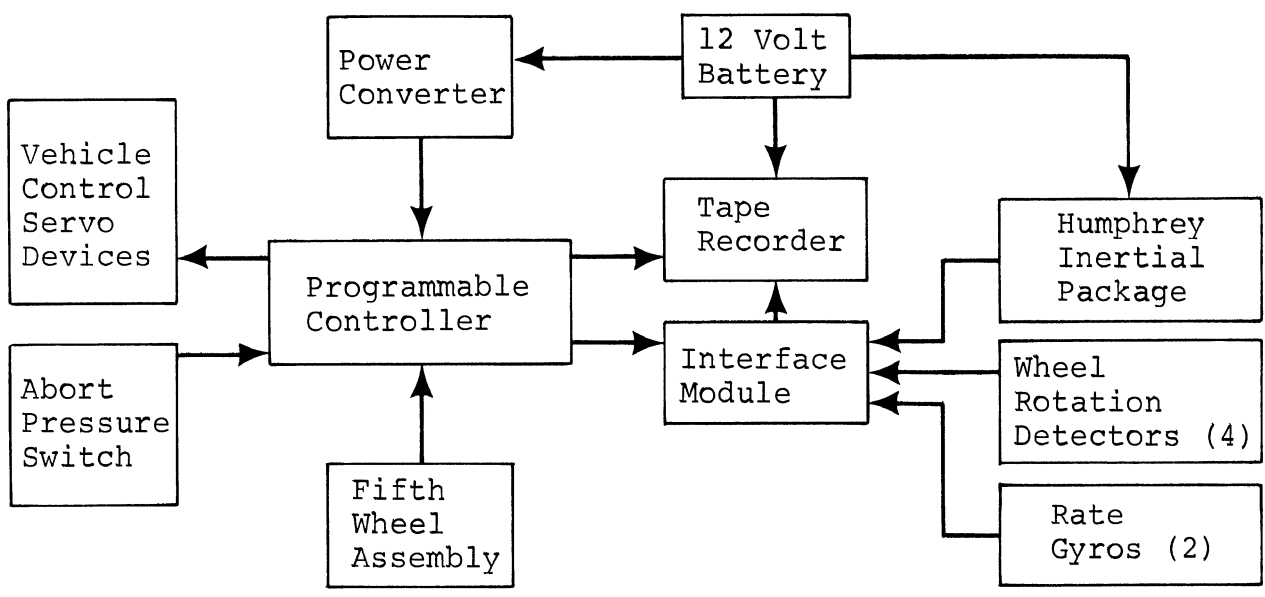 Power
Converter
12 Volt
Battery
Vehicle
Control
Servo
Devices
Tape
Recorder
Humphrey
Inertial
Package
Programmable
Controller
Interface
Module
Wheel
Rotation
Detectors (4)
Abort
Pressure
Switch
Fifth
Wheel
Assembly
Rate
Gyros (2)